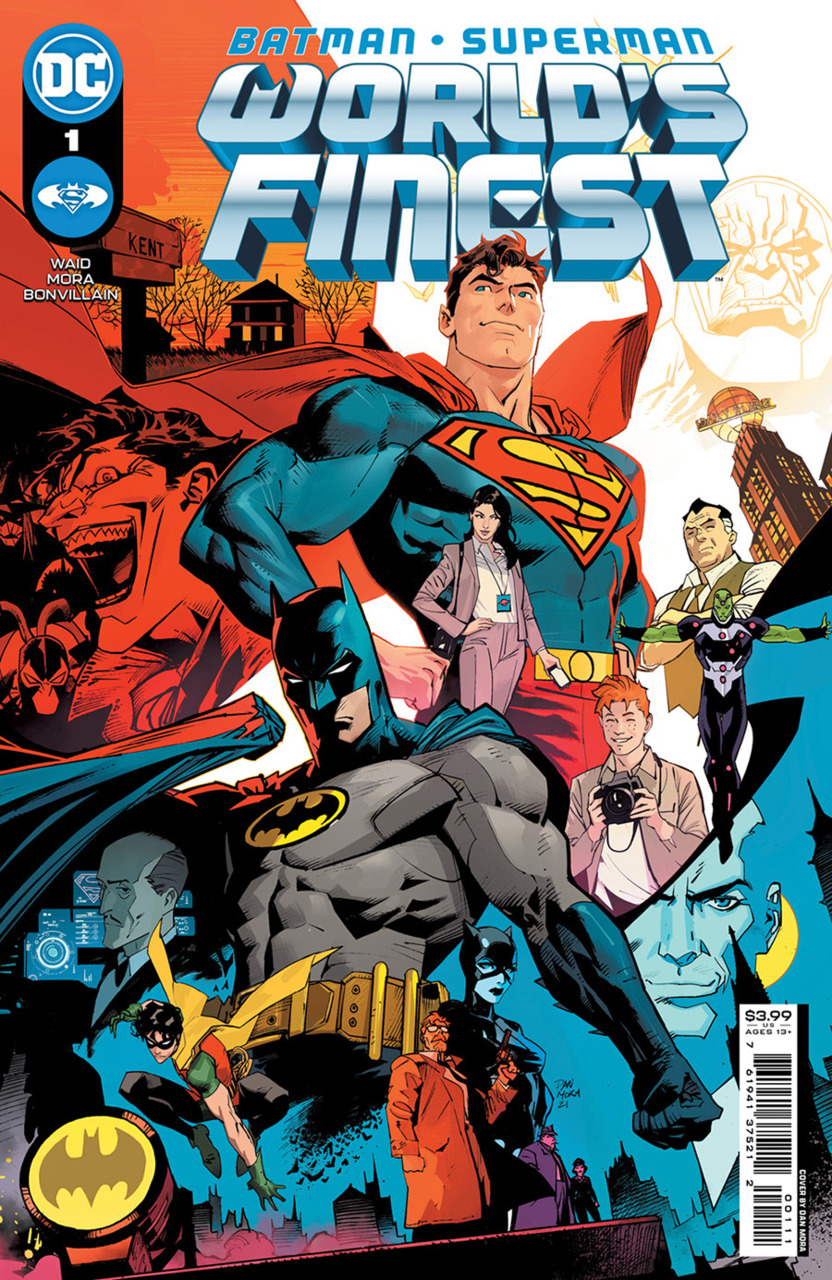 BATMAN • SUPERMAN
WORLD'S
FINEST
™
DC
1
WAID
MORA
BONVILLAIN
KENT
S
DAN
MORA
21
$3.99
US
AGES 13+
7 61941 37521 2
00111
COVER BY DAN MORA